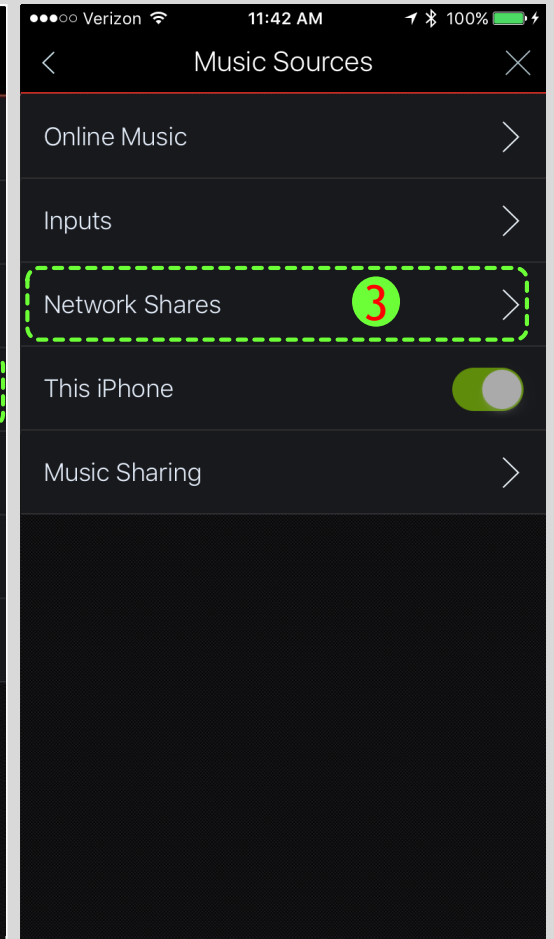 Verizon 11:42 AM 100%
Music Sources
Online Music
Inputs
Network Shares 3
This iPhone
Music Sharing